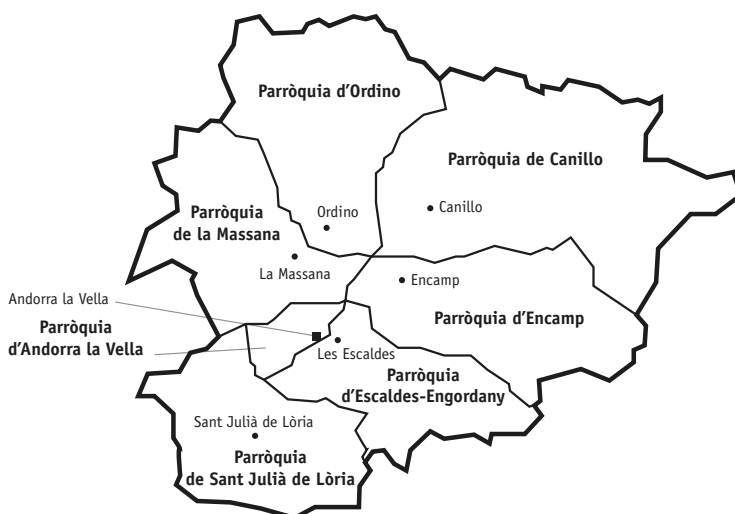 Parròquia d’Ordino
Parròquia de Canillo
Canillo
Parròquia
de la Massana
Ordino
La Massana
Encamp
Andorra la Vella
Parròquia
d’Andorra la Vella
Parròquia d’Encamp
Les Escaldes
Parròquia
d’Escaldes-Engordany
Sant Julià de Lòria
Parròquia
de Sant Julià de Lòria